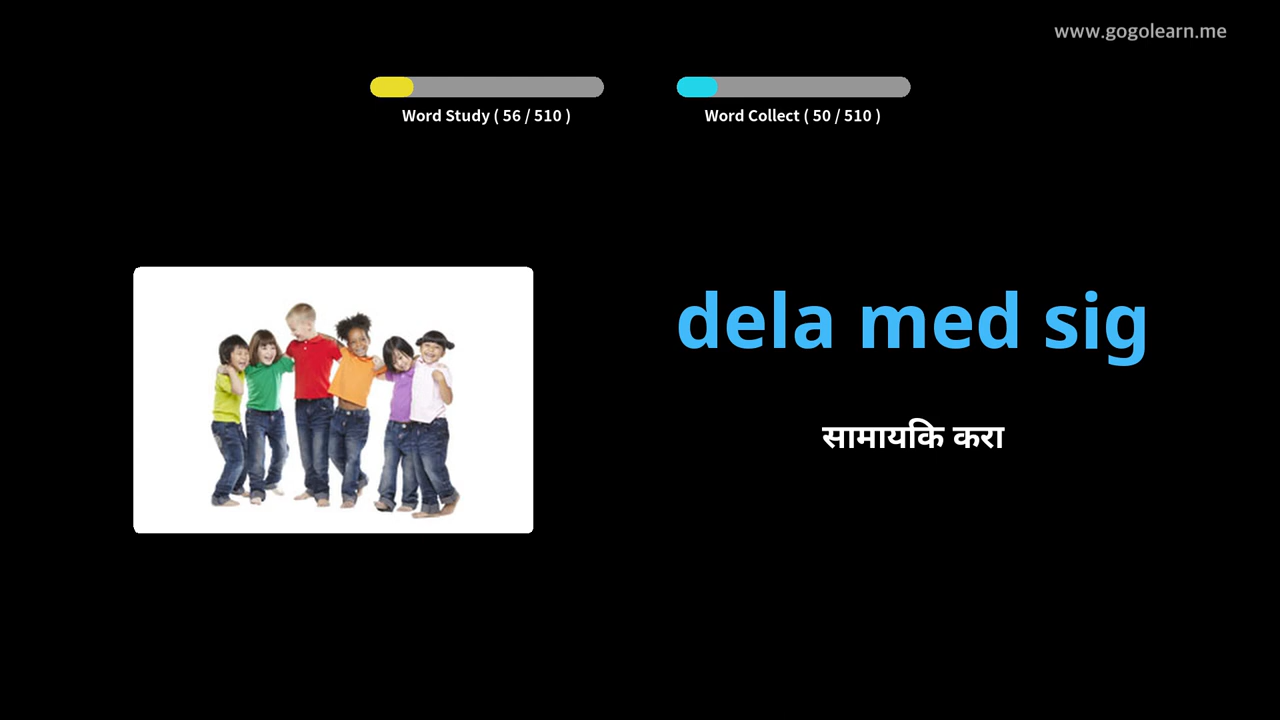 www.gogolearn.me
Word Study ( 56 / 510 )
Word Collect ( 50 / 510 )
dela med sig
सामायकि करा